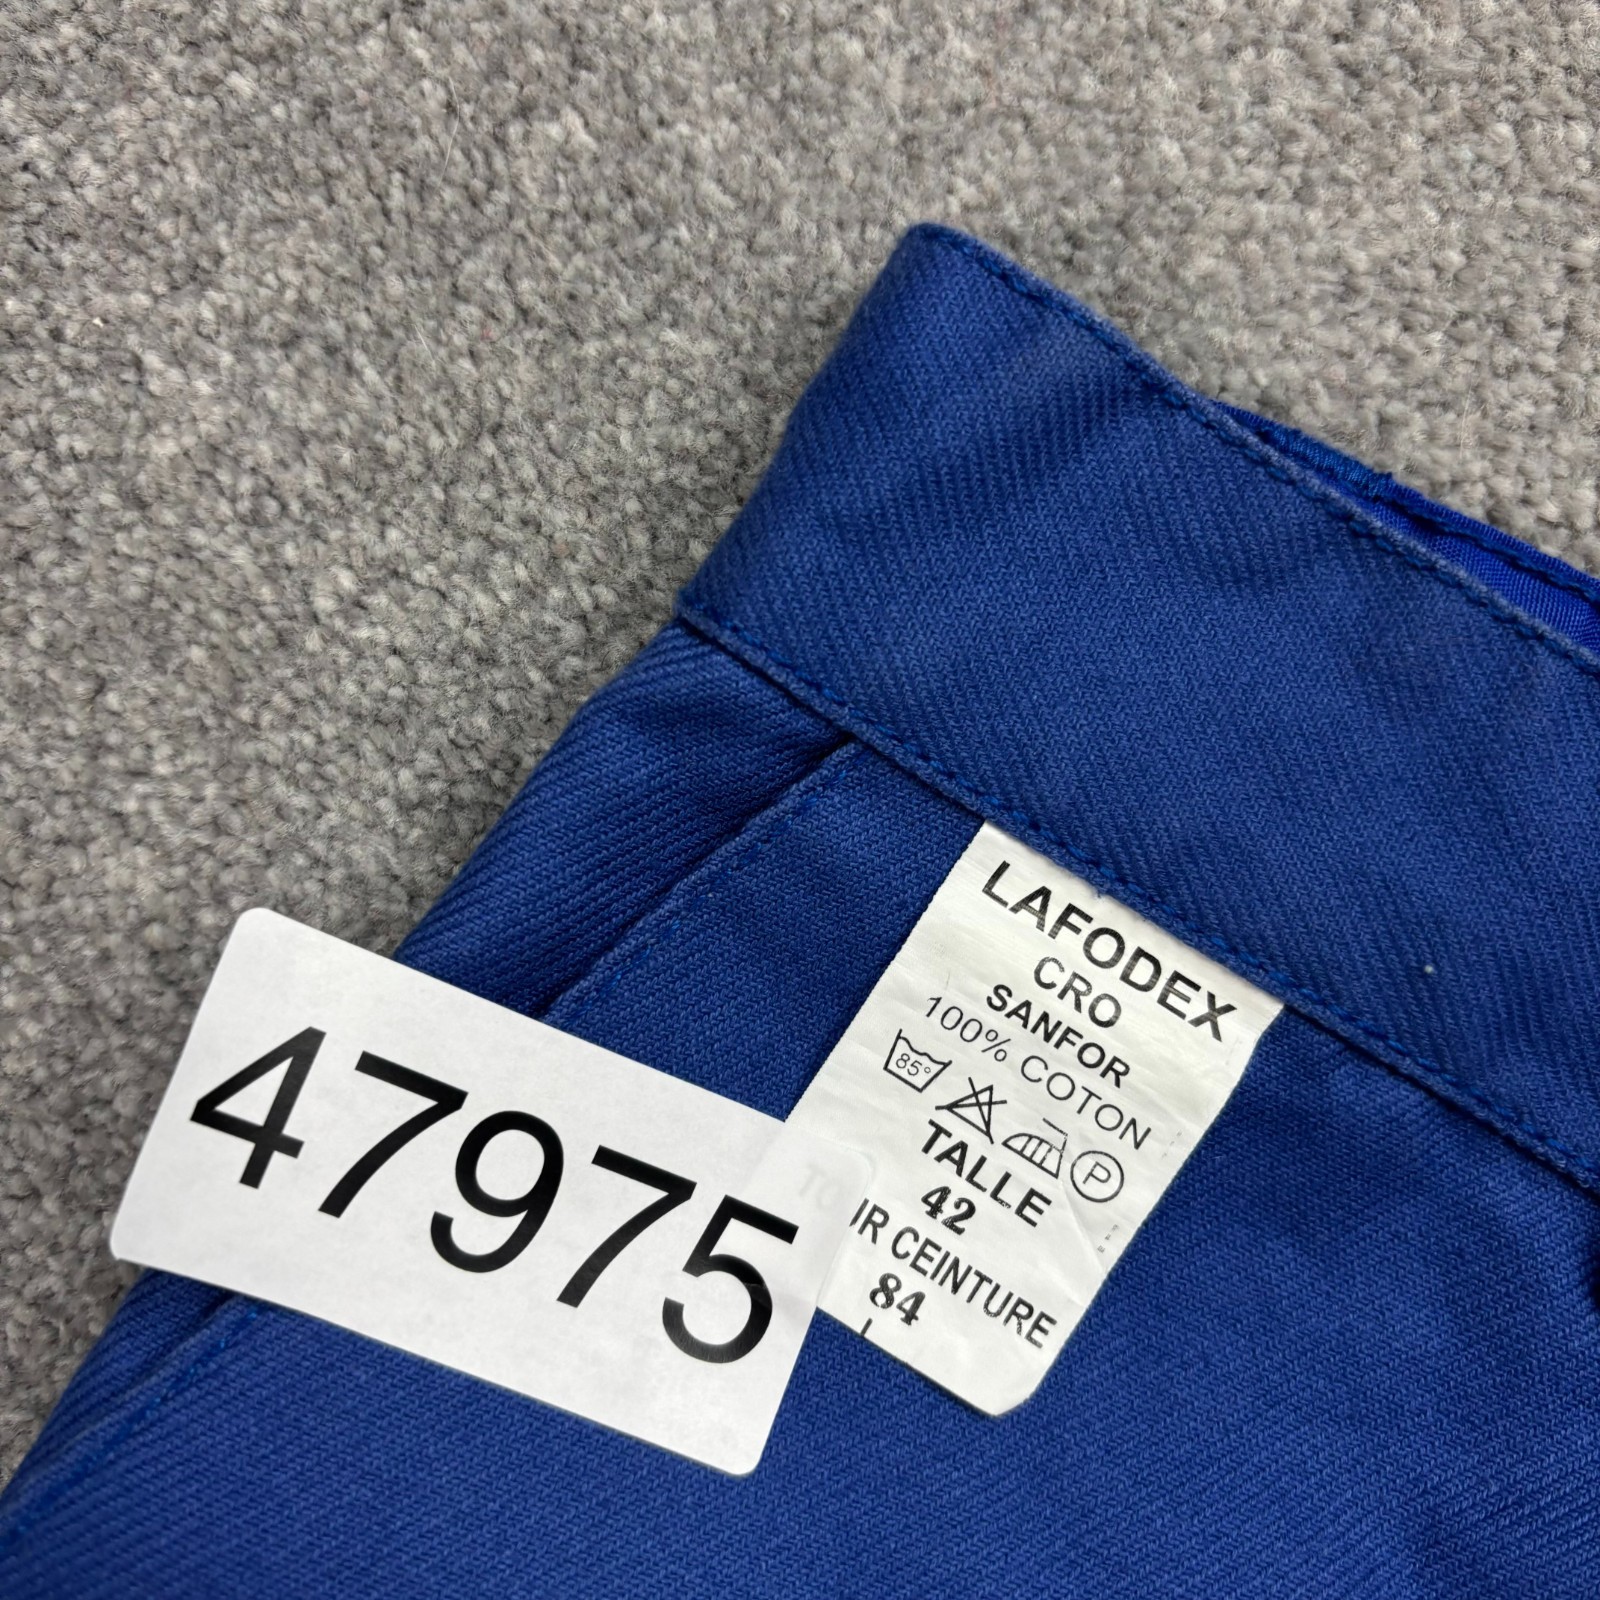 47975
LAFODEX
CRO
SANFOR
100% COTON
85°
P
TALLE
42
CEINTURE
84